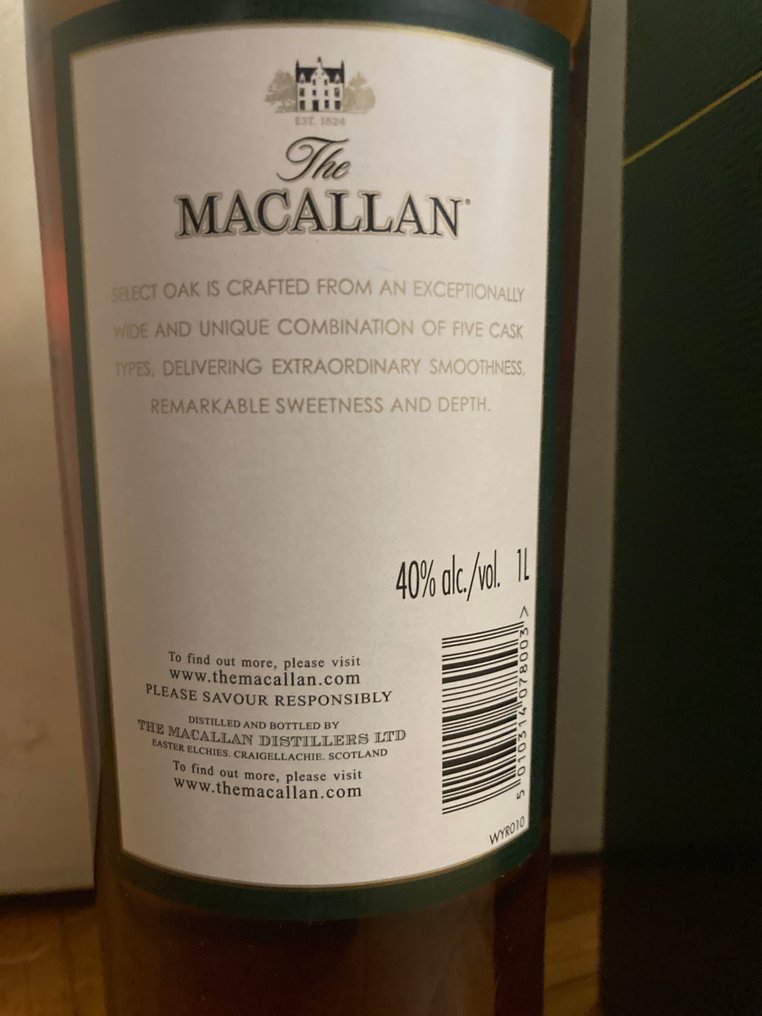 EST. 1824
The
MACALLAN®
SELECT OAK IS CRAFTED FROM AN EXCEPTIONALLY
WIDE AND UNIQUE COMBINATION OF FIVE CASK
TYPES, DELIVERING EXTRAORDINARY SMOOTHNESS,
REMARKABLE SWEETNESS AND DEPTH.
40% alc./vol. 1L
To find out more, please visit
www.themacallan.com
PLEASE SAVOUR RESPONSIBLY
DISTILLED AND BOTTLED BY
THE MACALLAN DISTILLERS LTD
EASTER ELCHIES, CRAIGELLACHIE, SCOTLAND
To find out more, please visit
www.themacallan.com
5 010314 078003 >
WYR010